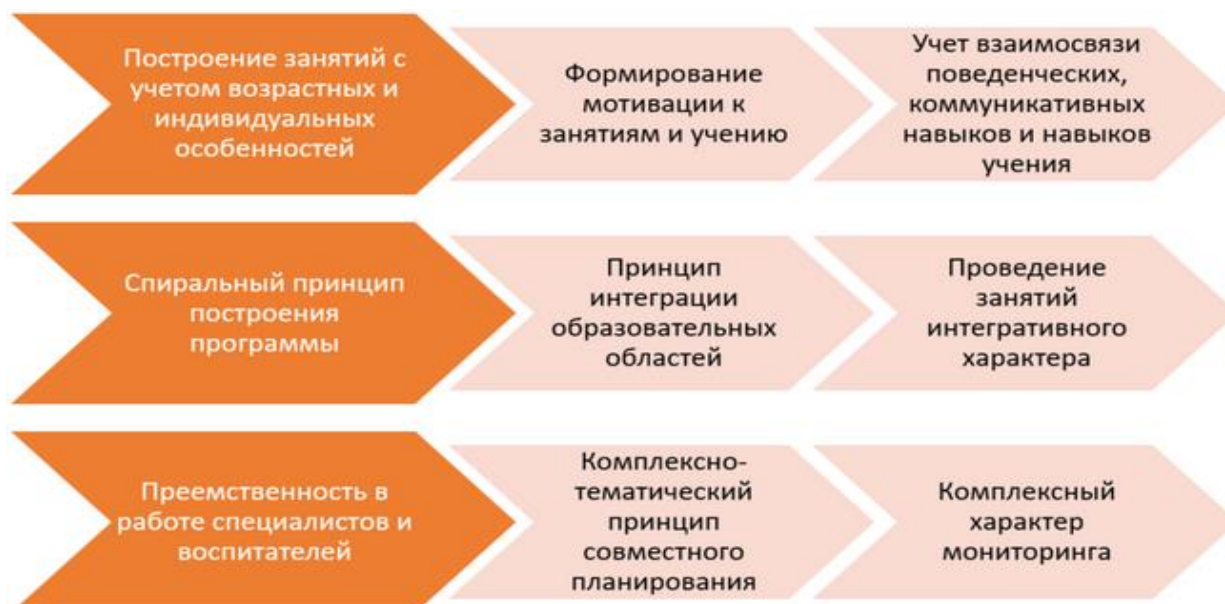 Построение занятий с
учетом возрастных и
индивидуальных
особенностей
Формирование
мотивации к
занятиям и учению
Учет взаимосвязи
поведенческих,
коммуникативных
навыков и навыков
учения
Спиральный принцип
построения
программы
Принцип
интеграции
образовательных
областей
Проведение
занятий
интегративного
характера
Преемственность в
работе специалистов и
воспитателей
Комплексно-
тематический
принцип
совместного
планирования
Комплексный
характер
мониторинга